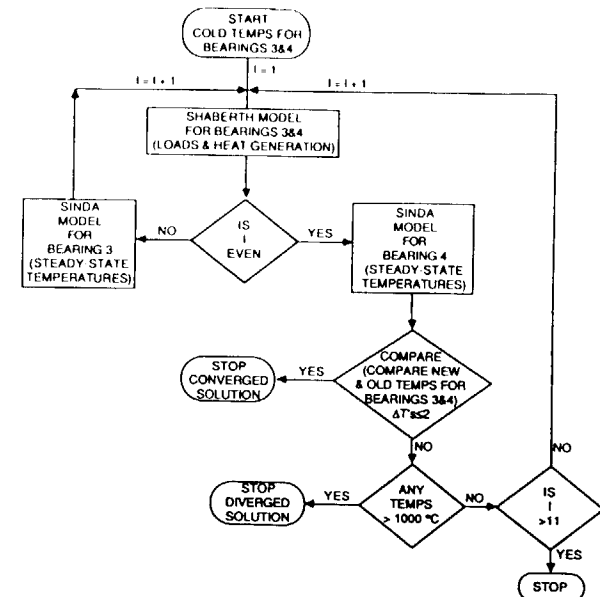 START
COLD TEMPS FOR
BEARINGS 3&4
I = I + 1
I = 1
I = I + 1
SHABERTH MODEL
FOR BEARINGS 3&4
(LOADS & HEAT GENERATION)
SINDA
MODEL
FOR
BEARING 3
(STEADY-STATE
TEMPERATURES)
NO
IS
I
EVEN
YES
SINDA
MODEL
FOR
BEARING 4
(STEADY-STATE
TEMPERATURES)
STOP
CONVERGED
SOLUTION
YES
COMPARE
(COMPARE NEW
& OLD TEMPS FOR
BEARINGS 3&4)
ΔT's≤2
NO
STOP
DIVERGED
SOLUTION
YES
ANY
TEMPS
> 1000 °C
NO
NO
IS
I
>11
YES
STOP